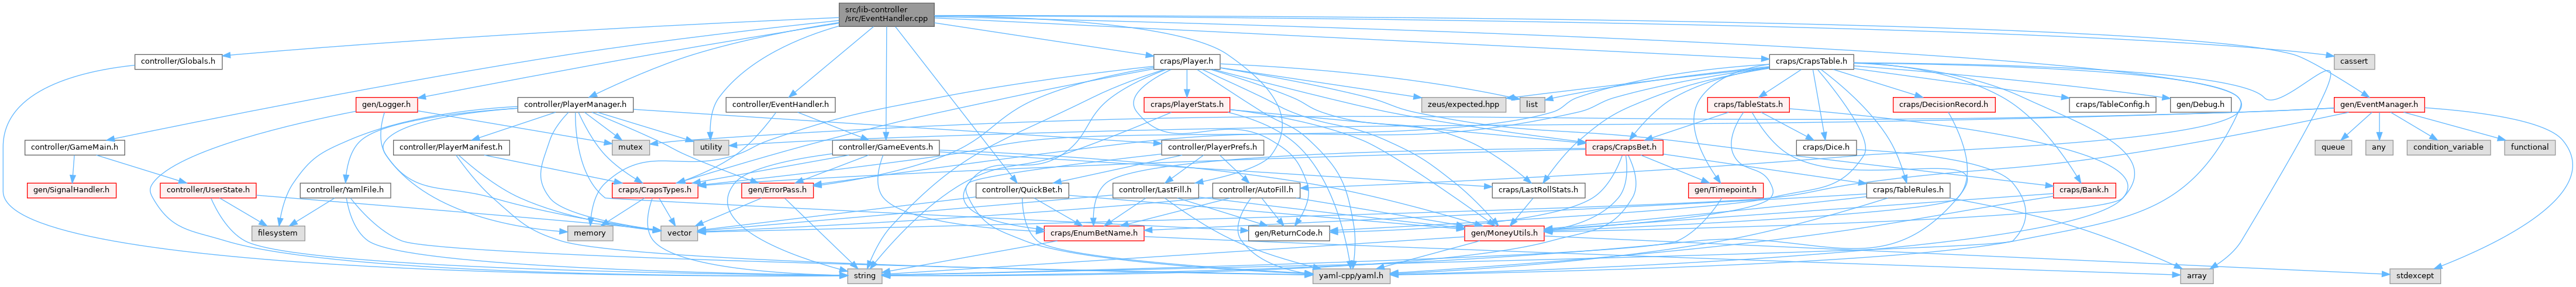 src/lib-controller
/src/EventHandler.cpp
controller/Globals.h
craps/Player.h
craps/CrapsTable.h
cassert
gen/Logger.h
controller/PlayerManager.h
controller/EventHandler.h
craps/PlayerStats.h
zeus/expected.hpp
list
craps/TableStats.h
craps/DecisionRecord.h
craps/TableConfig.h
gen/Debug.h
gen/EventManager.h
controller/GameMain.h
controller/PlayerManifest.h
mutex
utility
controller/GameEvents.h
controller/PlayerPrefs.h
craps/CrapsBet.h
craps/Dice.h
queue
any
condition_variable
functional
gen/SignalHandler.h
controller/UserState.h
controller/YamlFile.h
craps/CrapsTypes.h
gen/ErrorPass.h
controller/QuickBet.h
controller/LastFill.h
controller/AutoFill.h
craps/LastRollStats.h
gen/Timepoint.h
craps/TableRules.h
craps/Bank.h
filesystem
memory
vector
craps/EnumBetName.h
gen/ReturnCode.h
gen/MoneyUtils.h
string
yaml-cpp/yaml.h
array
stdexcept